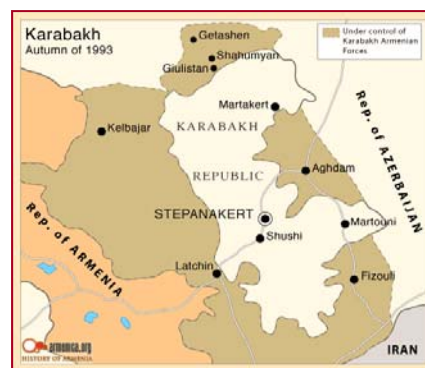 Karabakh
Autumn of 1993
Under control of
Karabakh Armenian
Forces
Getashen
Shahumyan
Giulistan
Martakert
Kelbajar
KARABAKH
REPUBLIC
Aghdam
Rep. of AZERBAIJAN
STEPANAKERT
Martouni
Shushi
Rep. of ARMENIA
Latchin
Fizouli
armenica.org
HISTORY OF ARMENIA
IRAN